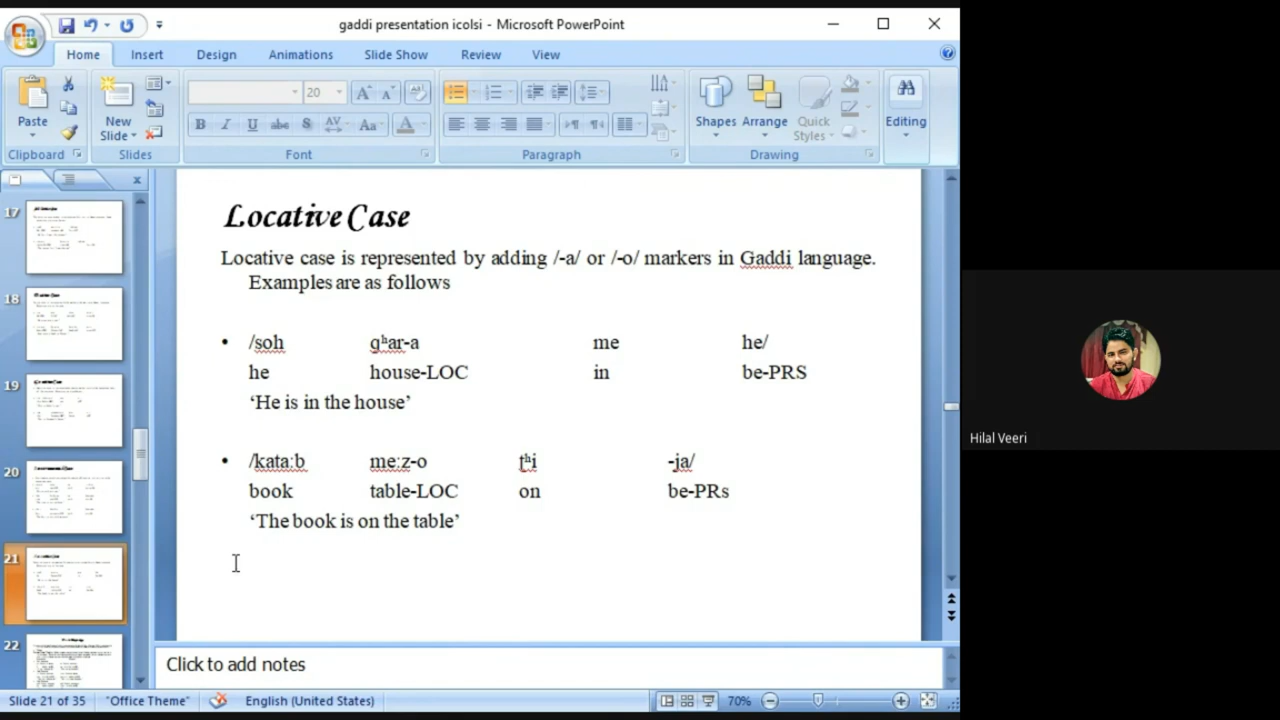 gaddi presentation icolsi - Microsoft PowerPoint
Home Insert Design Animations Slide Show Review View
20
Paste New Slide Shapes Arrange Quick Styles Editing
Clipboard Slides Font Paragraph Drawing
17
18
19
20
21
22
Locative Case
Locative case is represented by adding /-a/ or /-o/ markers in Gaddi language.
Examples are as follows
• /soh gʰar-a me he/
he house-LOC in be-PRS
‘He is in the house’
• /kata:b me:z-o t̪ʰi -ja/
book table-LOC on be-PRs
‘The book is on the table’
Click to add notes
Slide 21 of 35 "Office Theme" English (United States) 70%
Hilal Veeri